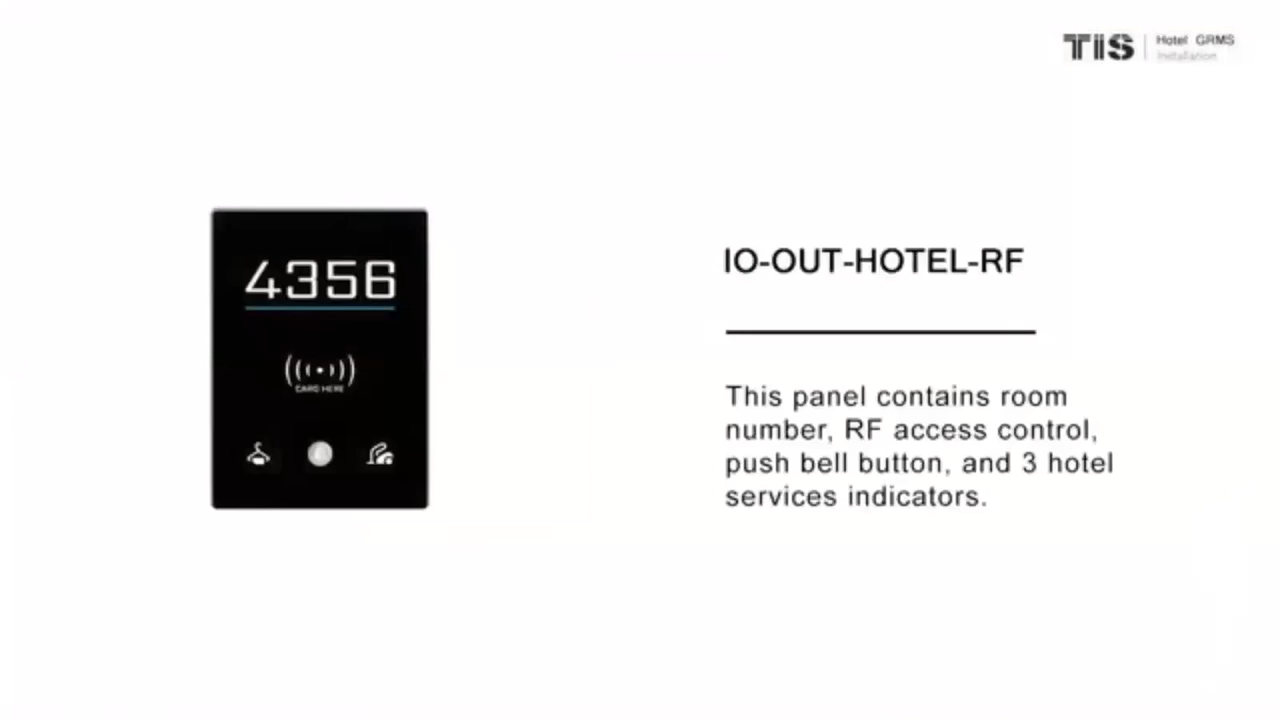 TIS
Hotel GRMS
Installation
4356
CARD HERE
IO-OUT-HOTEL-RF
This panel contains room
number, RF access control,
push bell button, and 3 hotel
services indicators.